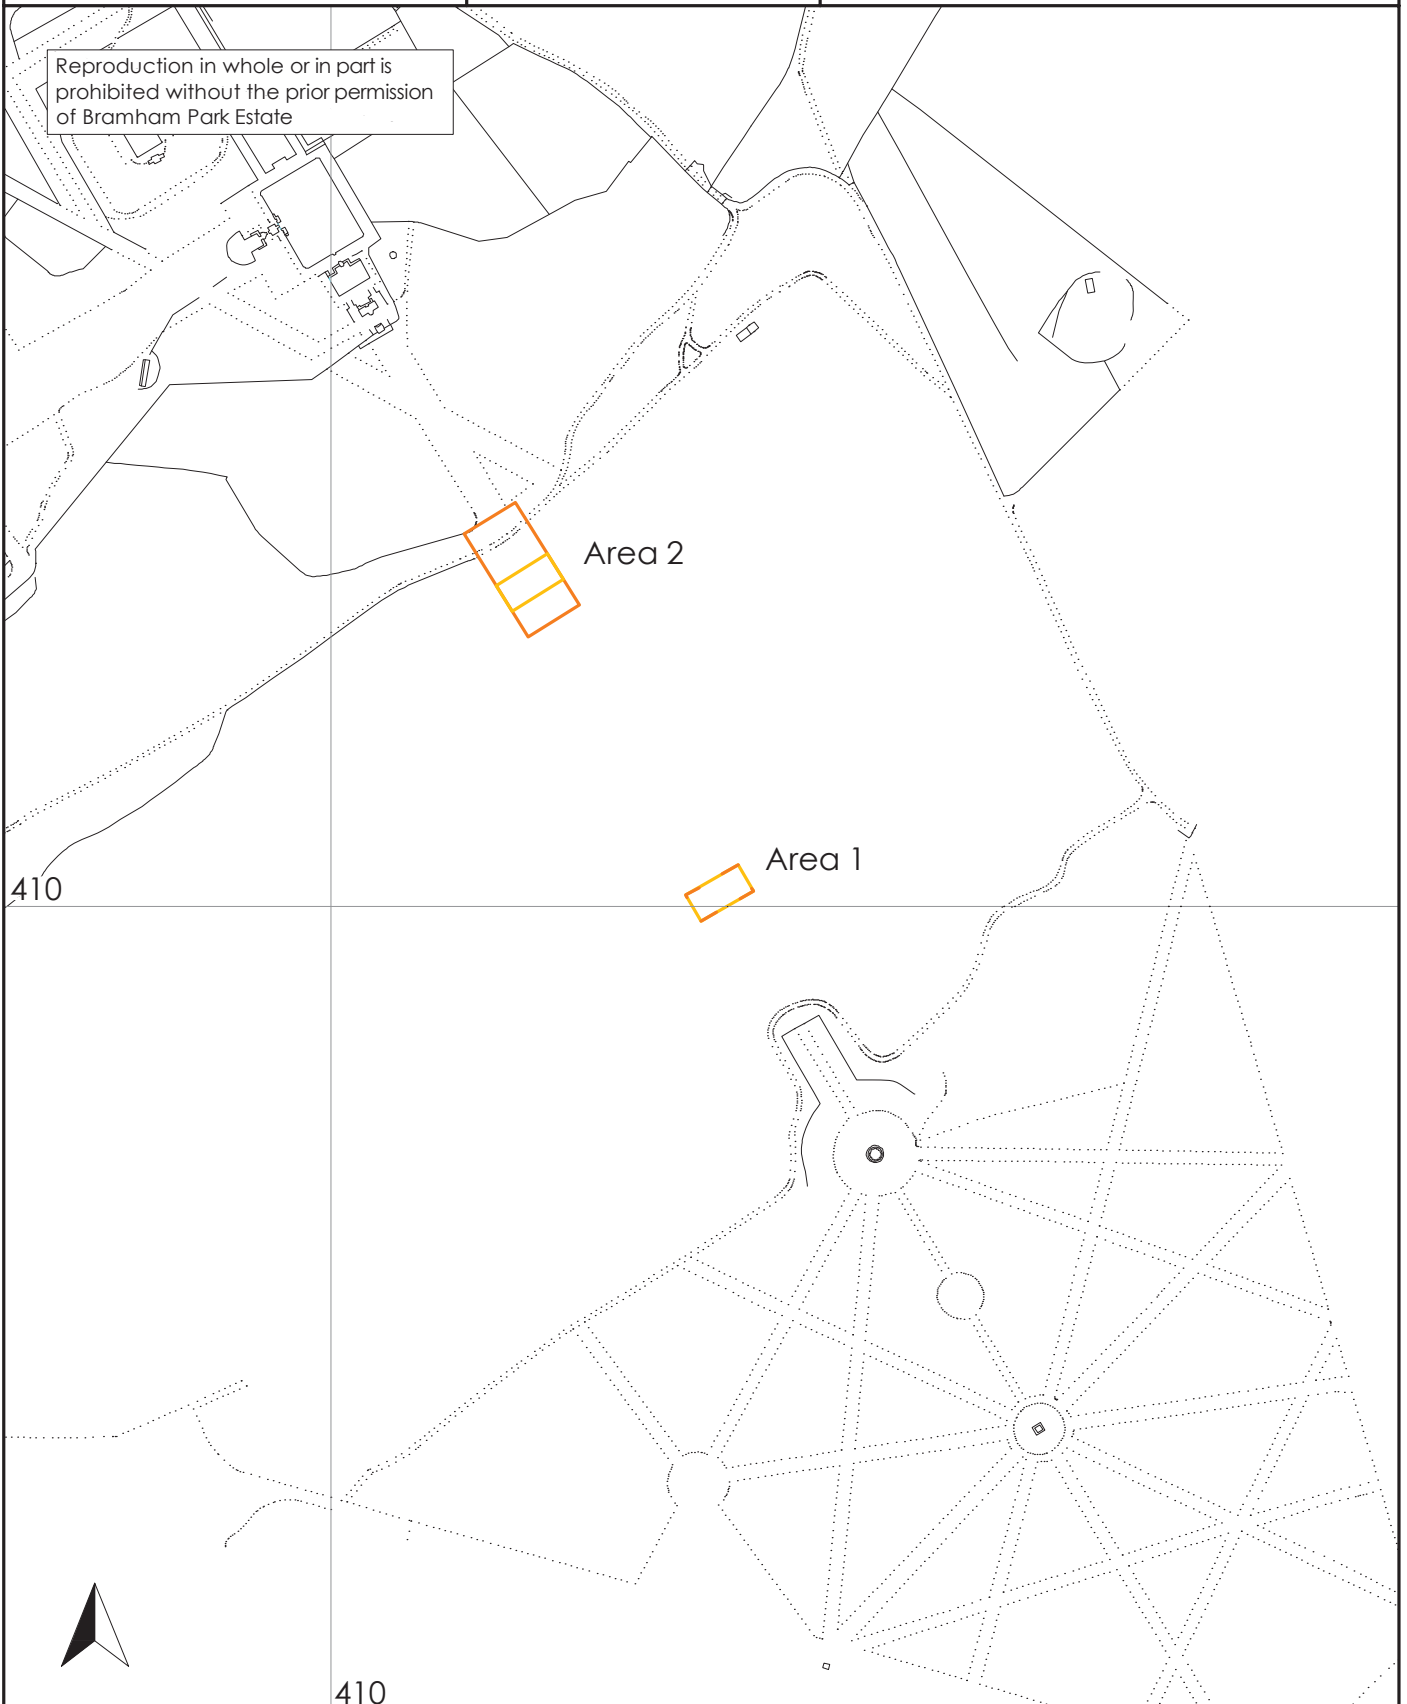 Reproduction in whole or in part is
prohibited without the prior permission
of Bramham Park Estate
Area 2
Area 1
410
410